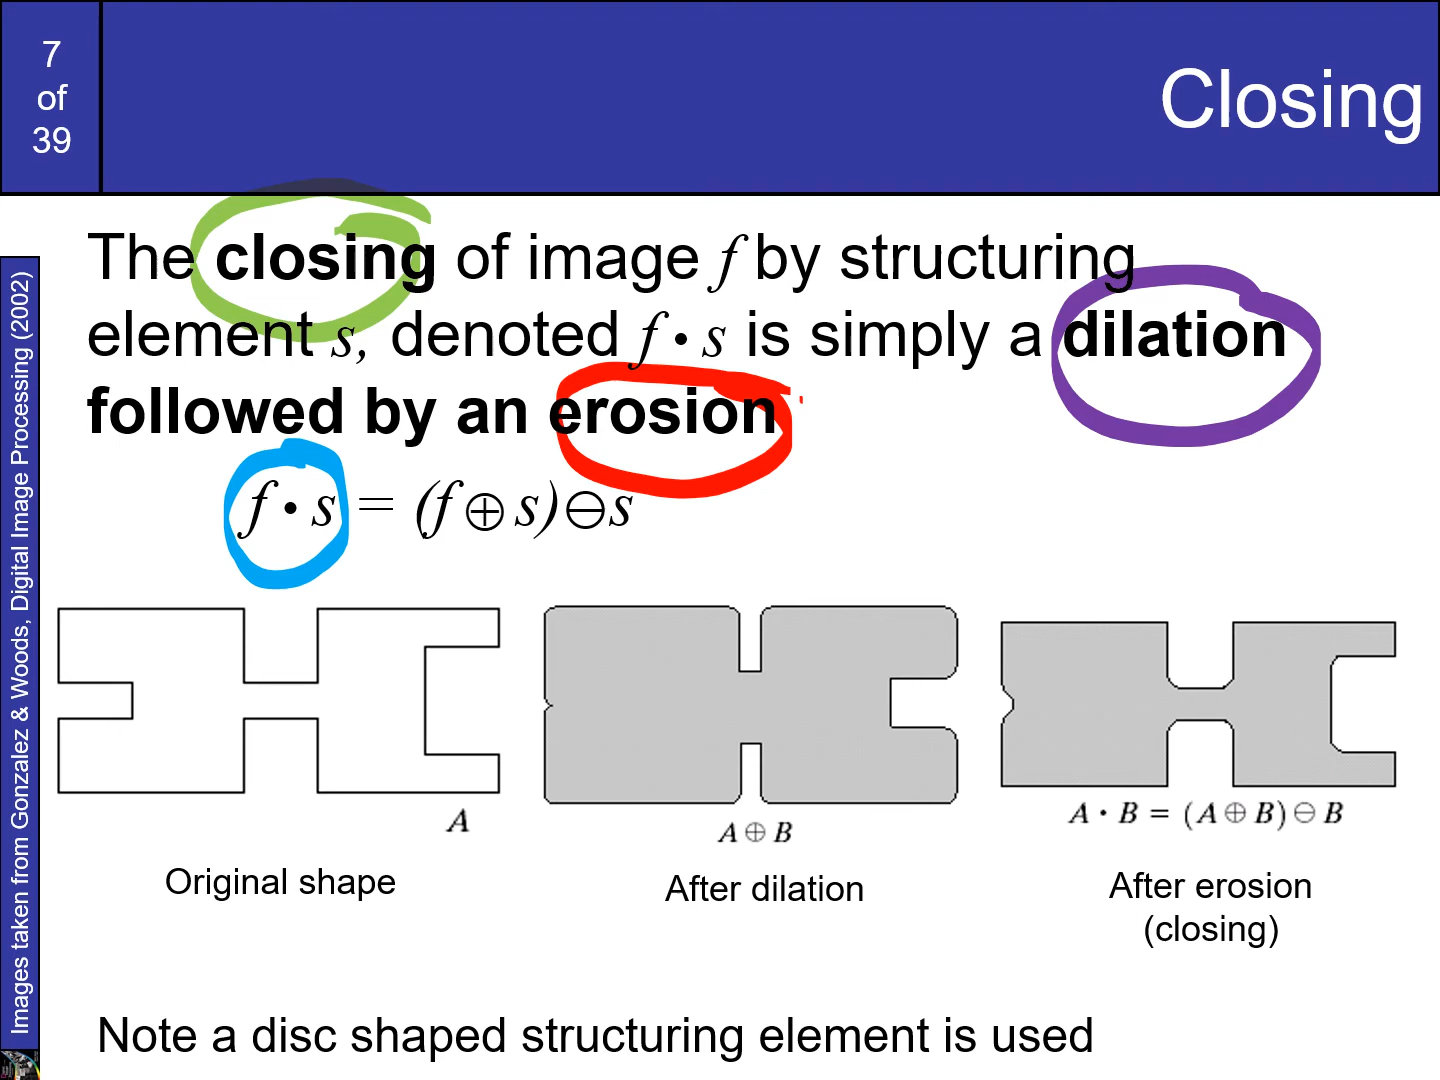 7
of
39
Closing
The closing of image f by structuring
element s, denoted f • s is simply a dilation
followed by an erosion
f • s = (f ⊕ s)⊖s
A
A ⊕ B
A • B = (A ⊕ B) ⊖ B
Original shape
After dilation
After erosion
(closing)
Note a disc shaped structuring element is used
Images taken from Gonzalez & Woods, Digital Image Processing (2002)